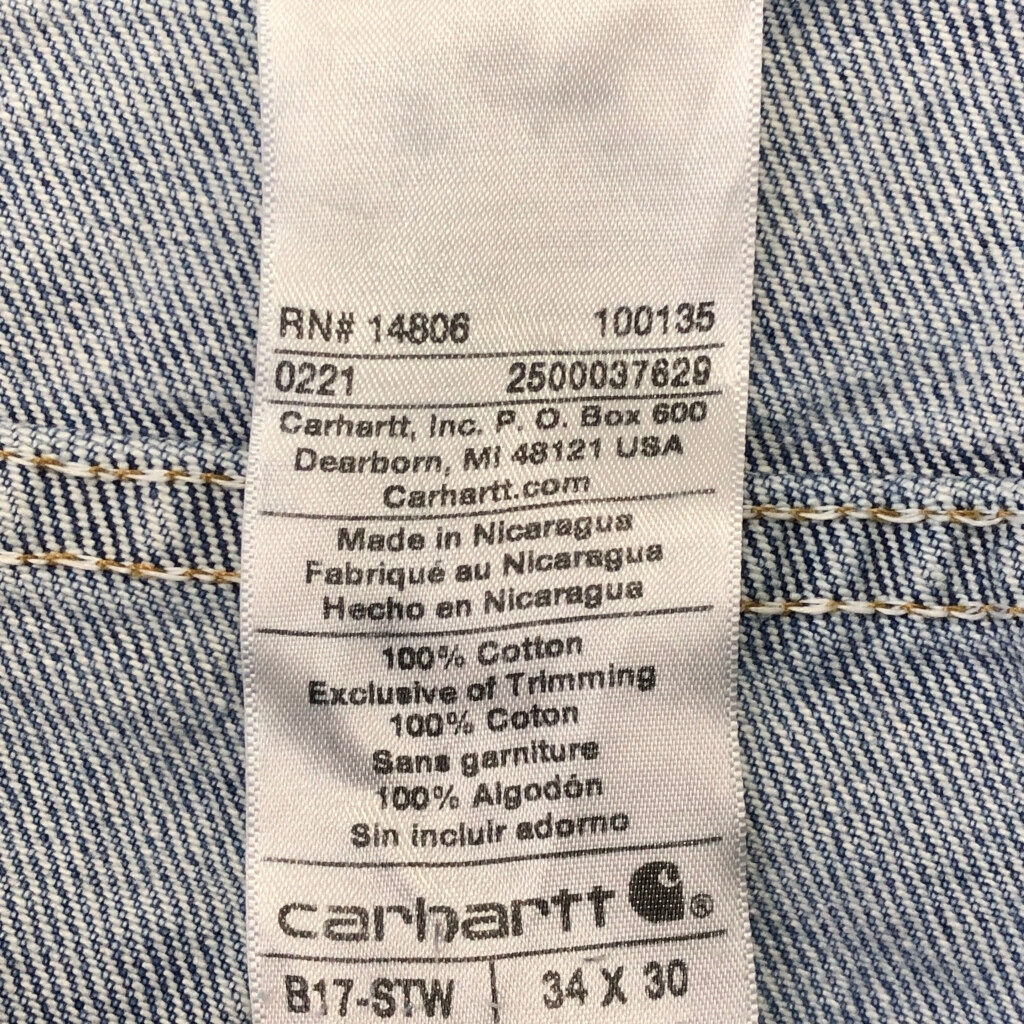 RN# 14806 100135
0221 2500037629
Carhartt, Inc. P. O. Box 600
Dearborn, MI 48121 USA
Carhartt.com
Made in Nicaragua
Fabriqué au Nicaragua
Hecho en Nicaragua
100% Cotton
Exclusive of Trimming
100% Coton
Sans garniture
100% Algodón
Sin incluir adorno
carhartt ®
B17-STW | 34 X 30